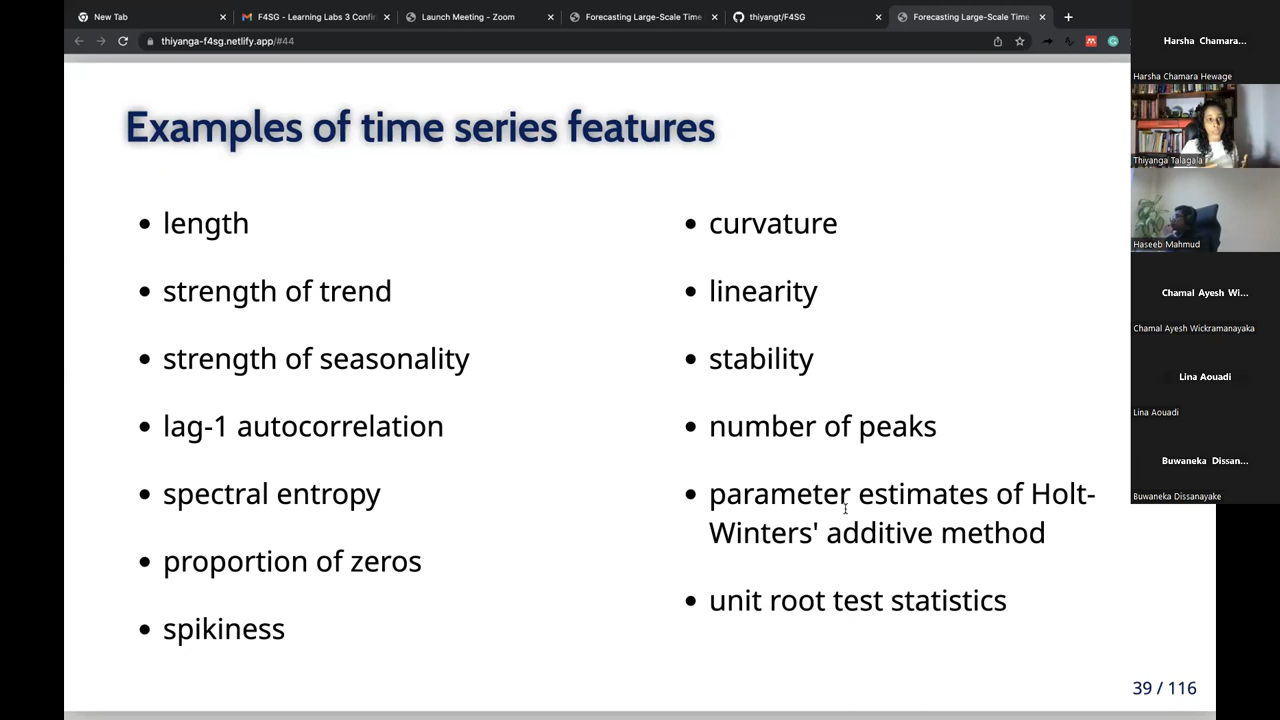 New Tab
F4SG - Learning Labs 3 Confir
Launch Meeting - Zoom
Forecasting Large-Scale Time
thiyangt/F4SG
Forecasting Large-Scale Time
thiyanga-f4sg.netlify.app/#44
Examples of time series features
length
strength of trend
strength of seasonality
lag-1 autocorrelation
spectral entropy
proportion of zeros
spikiness
curvature
linearity
stability
number of peaks
parameter estimates of Holt-
Winters' additive method
unit root test statistics
39 / 116
Harsha Chamara...
Harsha Chamara Hewage
Thiyanga Talagala
Haseeb Mahmud
Chamal Ayesh Wi...
Chamal Ayesh Wickramanayaka
Lina Aouadi
Lina Aouadi
Buwaneka Dissan...
Buwaneka Dissanayake